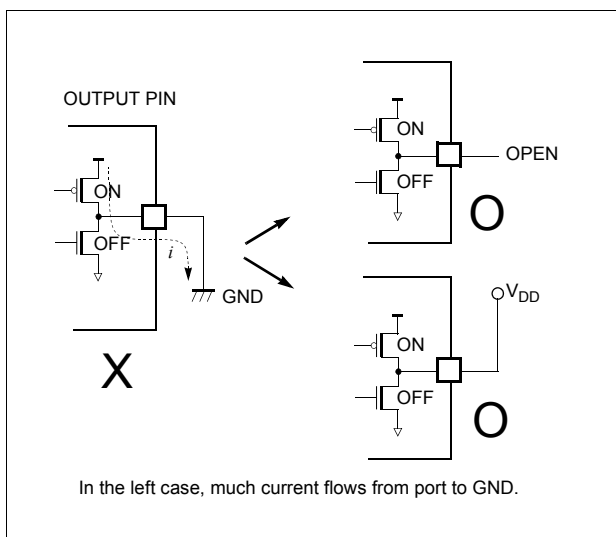 OUTPUT PIN
ON
OFF
i
GND
X
ON
OFF
OPEN
O
ON
OFF
VDD
O
In the left case, much current flows from port to GND.